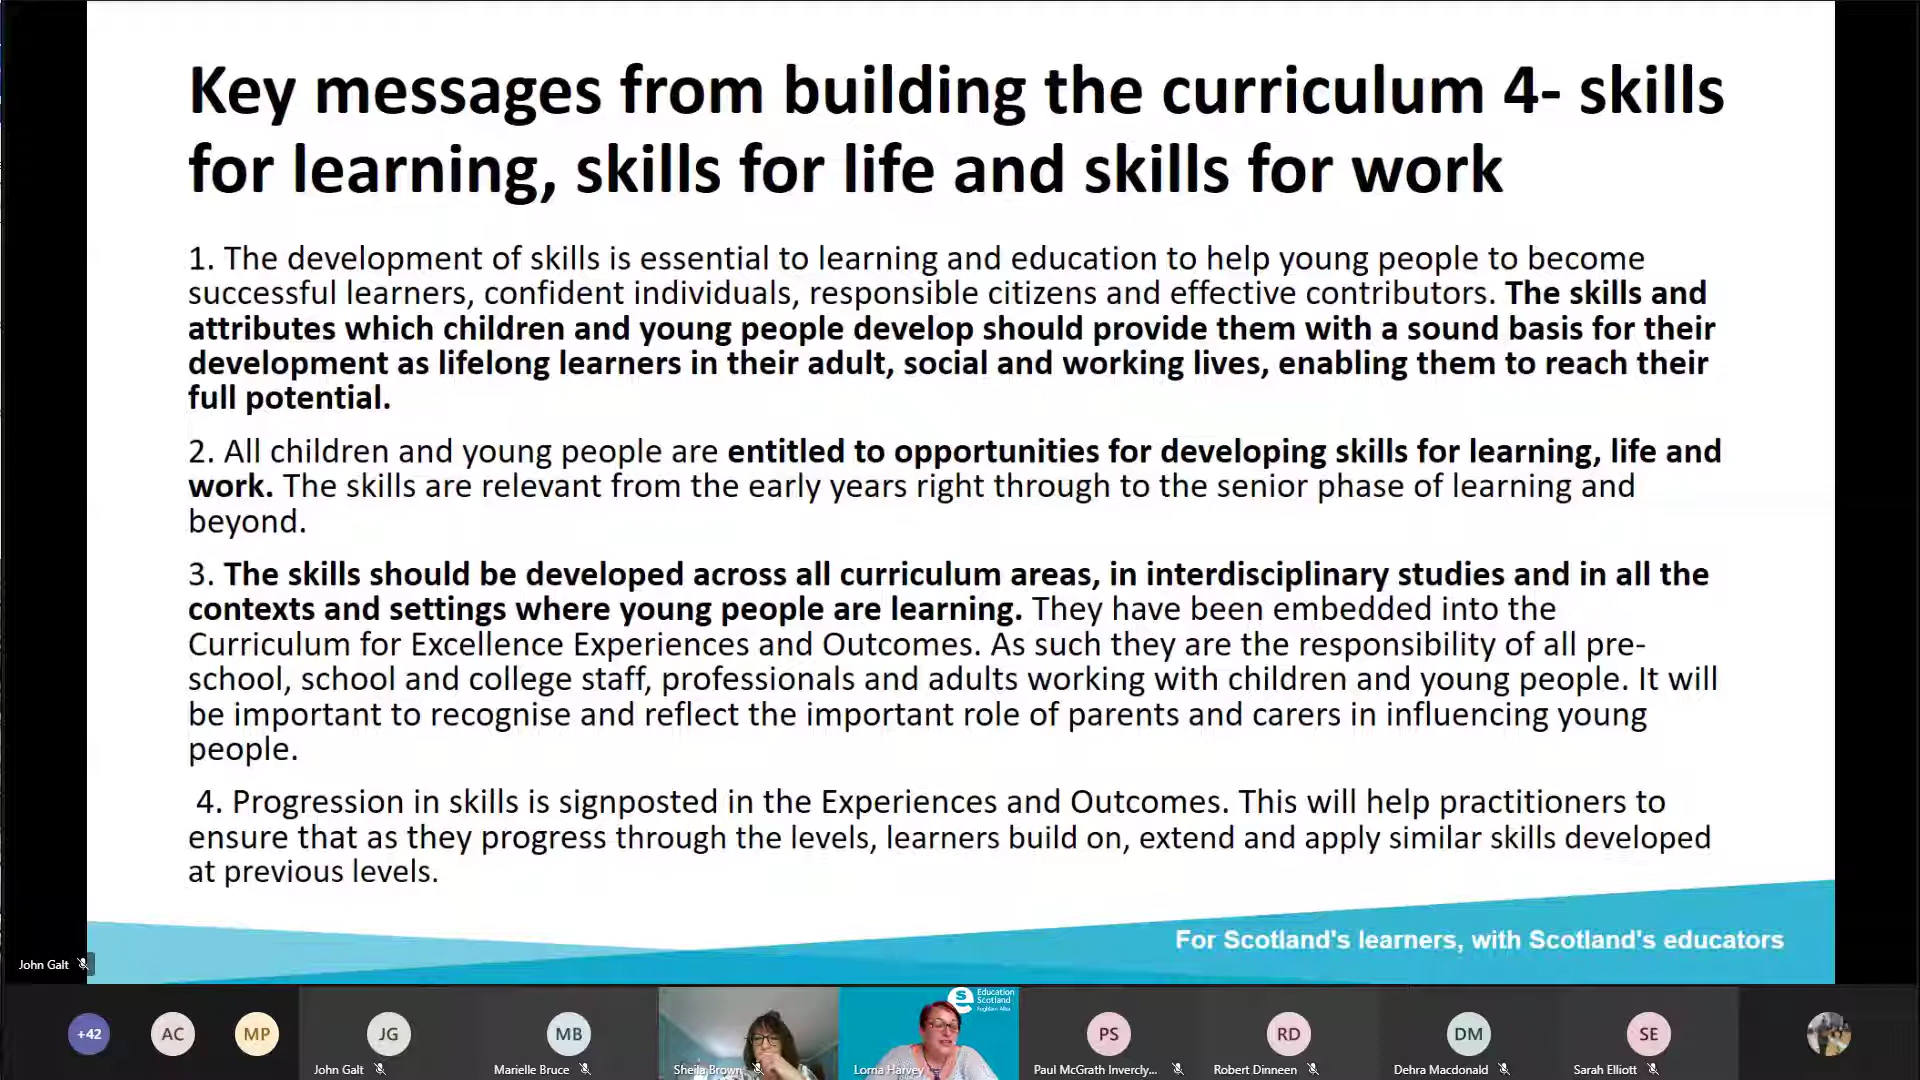 Key messages from building the curriculum 4- skills
for learning, skills for life and skills for work
1. The development of skills is essential to learning and education to help young people to become
successful learners, confident individuals, responsible citizens and effective contributors. The skills and
attributes which children and young people develop should provide them with a sound basis for their
development as lifelong learners in their adult, social and working lives, enabling them to reach their
full potential.
2. All children and young people are entitled to opportunities for developing skills for learning, life and
work. The skills are relevant from the early years right through to the senior phase of learning and
beyond.
3. The skills should be developed across all curriculum areas, in interdisciplinary studies and in all the
contexts and settings where young people are learning. They have been embedded into the
Curriculum for Excellence Experiences and Outcomes. As such they are the responsibility of all pre-
school, school and college staff, professionals and adults working with children and young people. It will
be important to recognise and reflect the important role of parents and carers in influencing young
people.
4. Progression in skills is signposted in the Experiences and Outcomes. This will help practitioners to
ensure that as they progress through the levels, learners build on, extend and apply similar skills developed
at previous levels.
For Scotland's learners, with Scotland's educators
John Galt
Education
Scotland
Foghlam Alba
+42
AC
MP
JG
MB
PS
RD
DM
SE
John Galt
Marielle Bruce
Sheila Brown
Lorna Harvey
Paul McGrath Invercly...
Robert Dinneen
Dehra Macdonald
Sarah Elliott